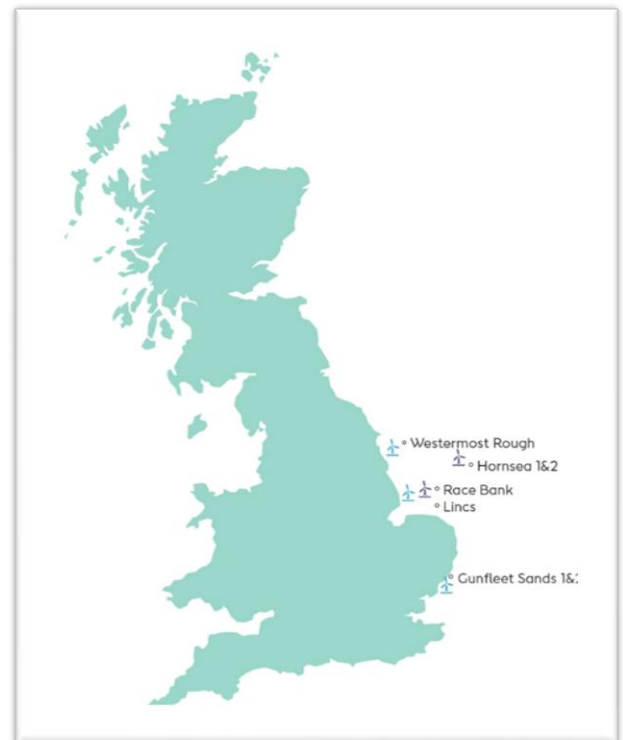 Westermost Rough
Hornsea 1&2
Race Bank
Lincs
Gunfleet Sands 1&